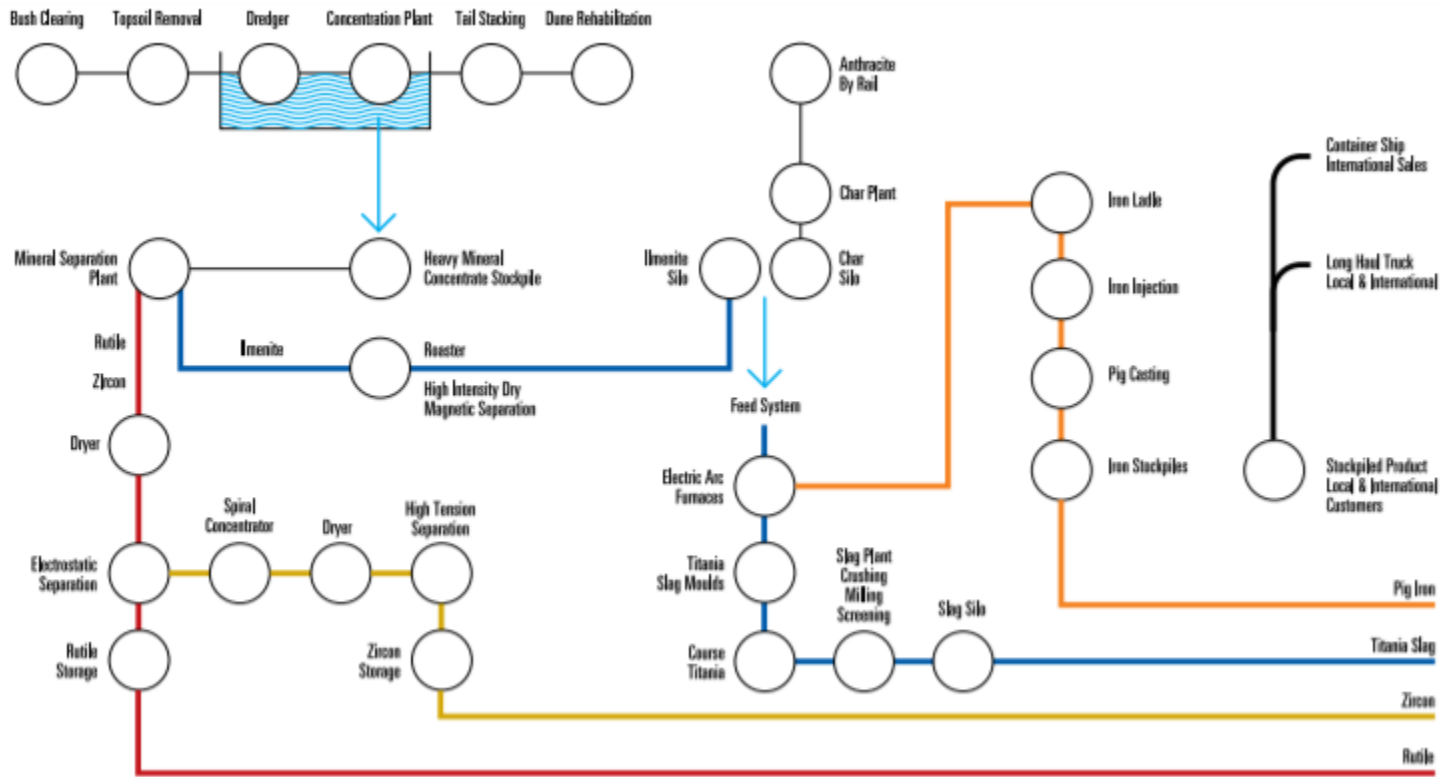 Bush Clearing
Topsoil Removal
Dredger
Concentration Plant
Tail Stacking
Dune Rehabilitation
Anthracite
By Rail
Char Plant
Char
Silo
Ilmenite
Silo
Mineral Separation
Plant
Heavy Mineral
Concentrate Stockpile
Rutile
Zircon
Imenite
Roaster
High Intensity Dry
Magnetic Separation
Feed System
Dryer
Electrostatic
Separation
Spiral
Concentrator
Dryer
High Tension
Separation
Rutile
Storage
Zircon
Storage
Electric Arc
Furnaces
Titania
Slag Moulds
Course
Titania
Slag Plant
Crushing
Milling
Screening
Slag Silo
Iron Ladle
Iron Injection
Pig Casting
Iron Stockpiles
Container Ship
International Sales
Long Haul Truck
Local & International
Stockpiled Product
Local & International
Customers
Pig Iron
Titania Slag
Zircon
Rutile